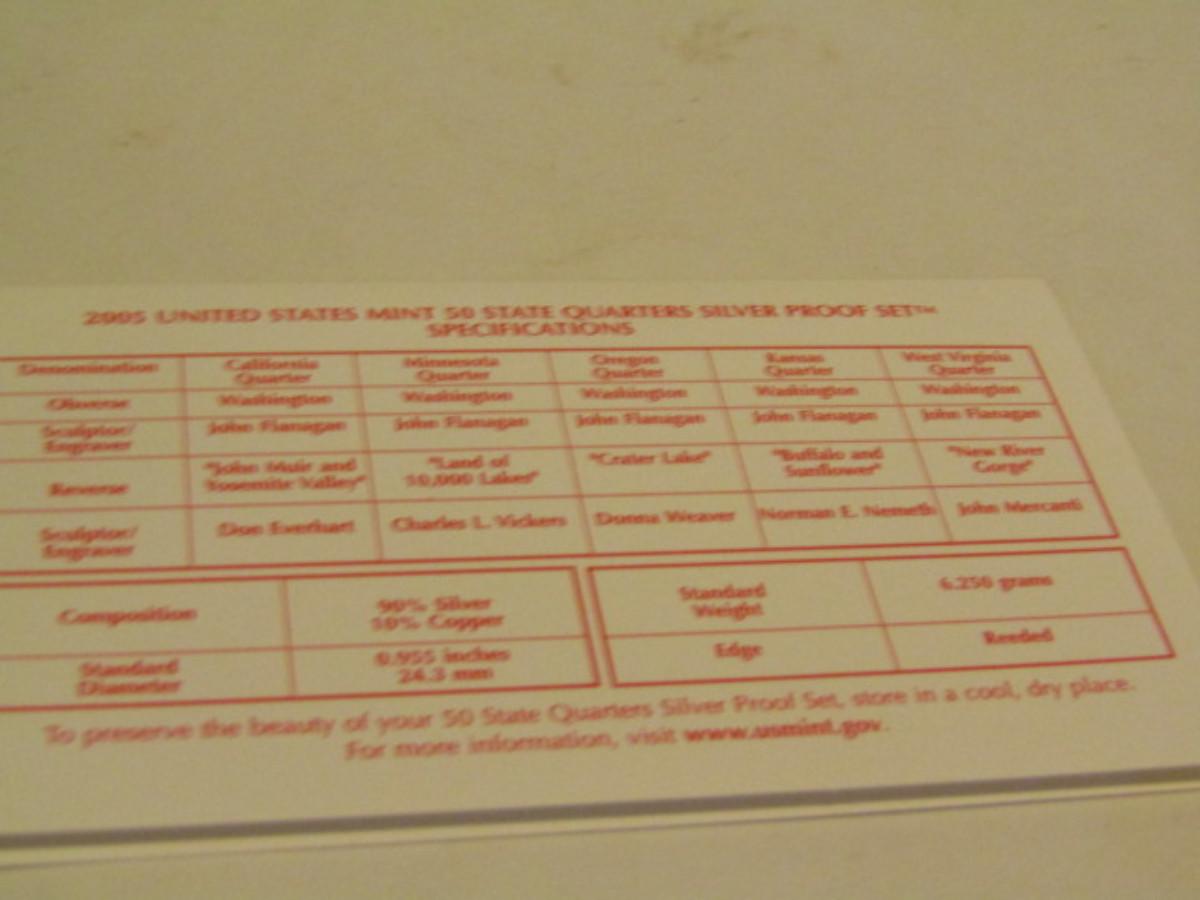 2005 UNITED STATES MINT 50 STATE QUARTERS SILVER PROOF SET™
SPECIFICATIONS
Denomination California Quarter Minnesota Quarter Oregon Quarter Kansas Quarter West Virginia Quarter
Obverse Washington Washington Washington Washington Washington
Sculptor/Engraver John Flanagan John Flanagan John Flanagan John Flanagan John Flanagan
Reverse "John Muir and Yosemite Valley" "Land of 10,000 Lakes" "Crater Lake" "Buffalo and Sunflower" "New River Gorge"
Sculptor/Engraver Don Everhart Charles L. Vickers Donna Weaver Norman E. Nemeth John Mercanti
Composition 90% Silver 10% Copper
Standard Diameter 0.955 inches 24.3 mm
Standard Weight 6.250 grams
Edge Reeded
To preserve the beauty of your 50 State Quarters Silver Proof Set, store in a cool, dry place.
For more information, visit www.usmint.gov.